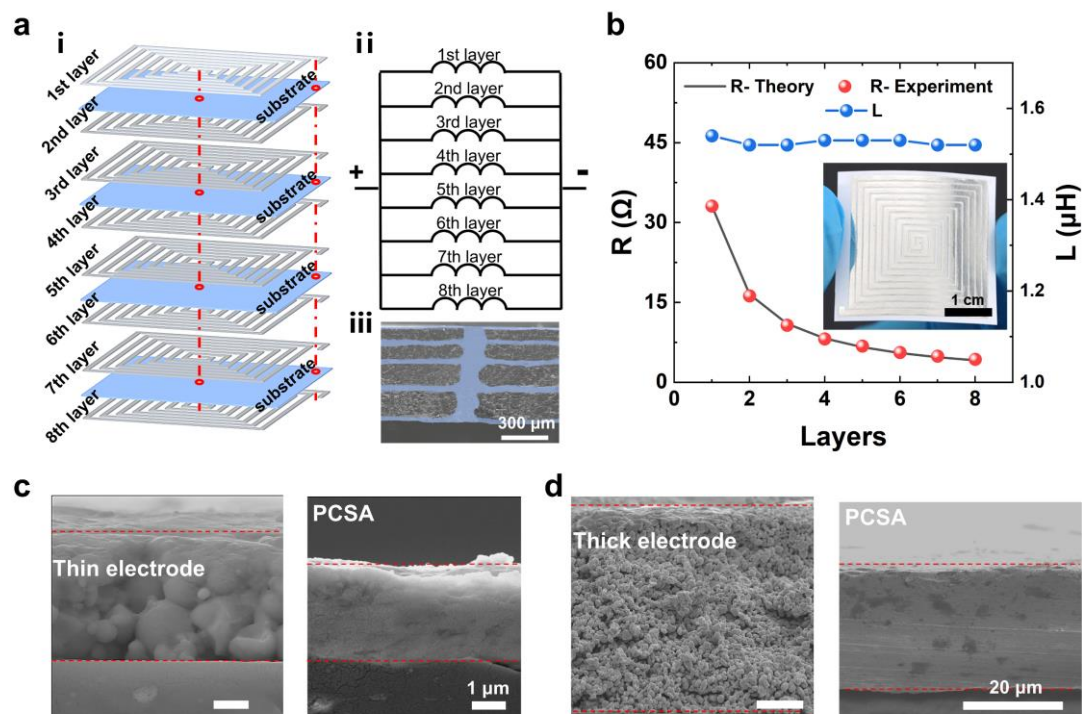 a
i
1st layer
substrate
2nd layer
3rd layer
substrate
4th layer
5th layer
substrate
6th layer
7th layer
substrate
8th layer
ii
1st layer
2nd layer
3rd layer
4th layer
+
-
5th layer
6th layer
7th layer
8th layer
iii
300 µm
b
60
45
30
15
0
R (Ω)
R- Theory
R- Experiment
L
1 cm
1.6
1.4
1.2
1.0
L (µH)
0 2 4 6 8
Layers
c
Thin electrode
PCSA
1 µm
d
Thick electrode
PCSA
20 µm